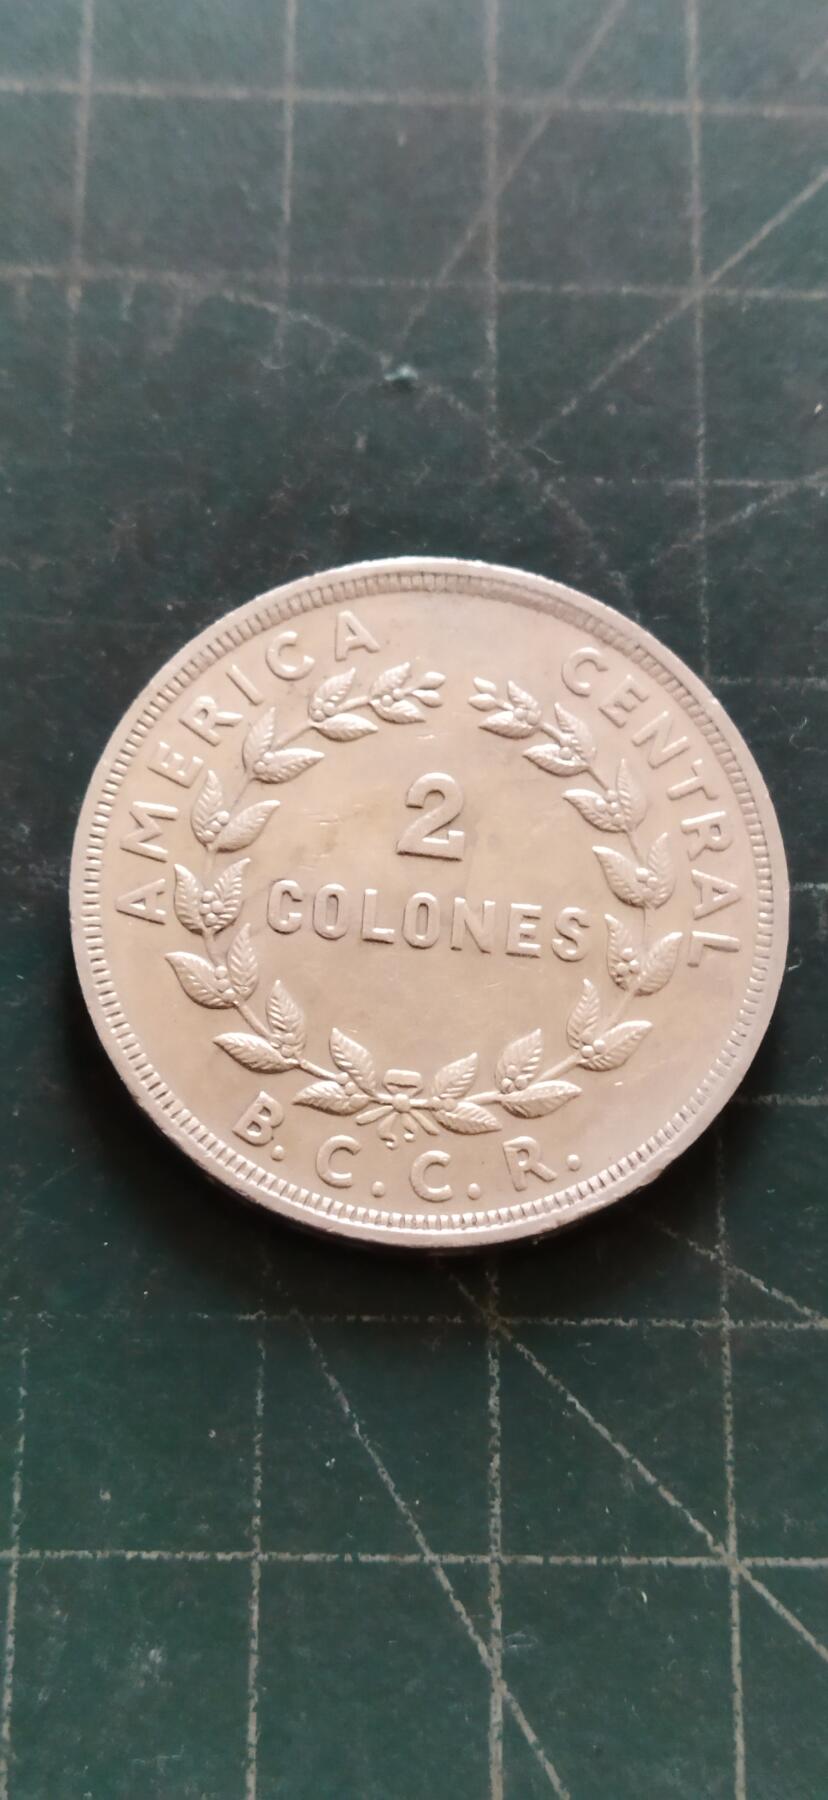 AMERICA CENTRAL
2
COLONES
B.C.C.R.